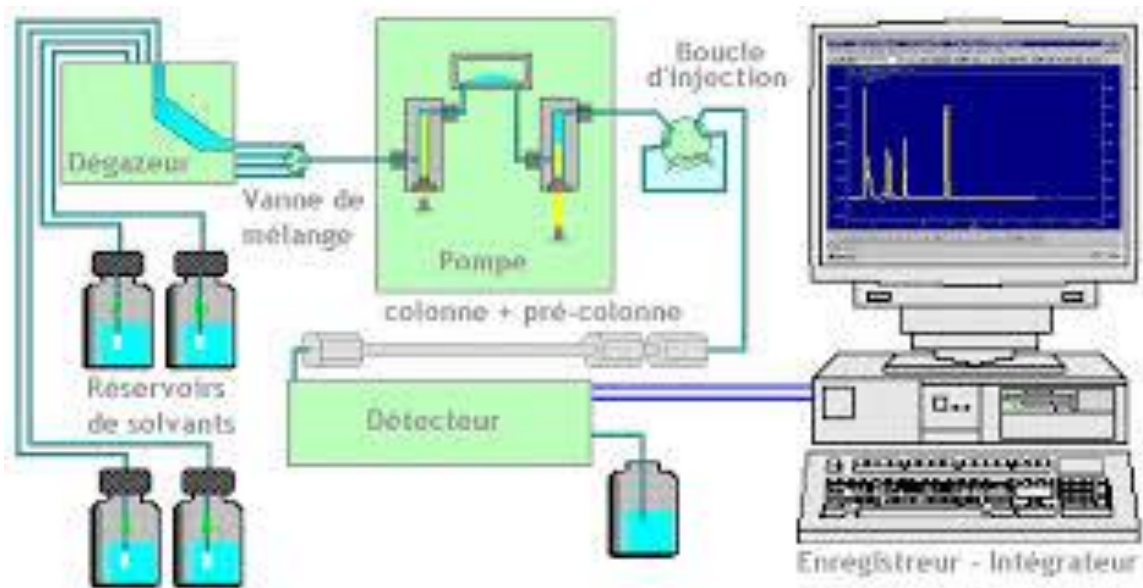 Boucle
d'injection
Dégazeur
Vanne de
mélange
Pompe
colonne + pré-colonne
Réservoirs
de solvants
Détecteur
Enregistreur - Intégrateur